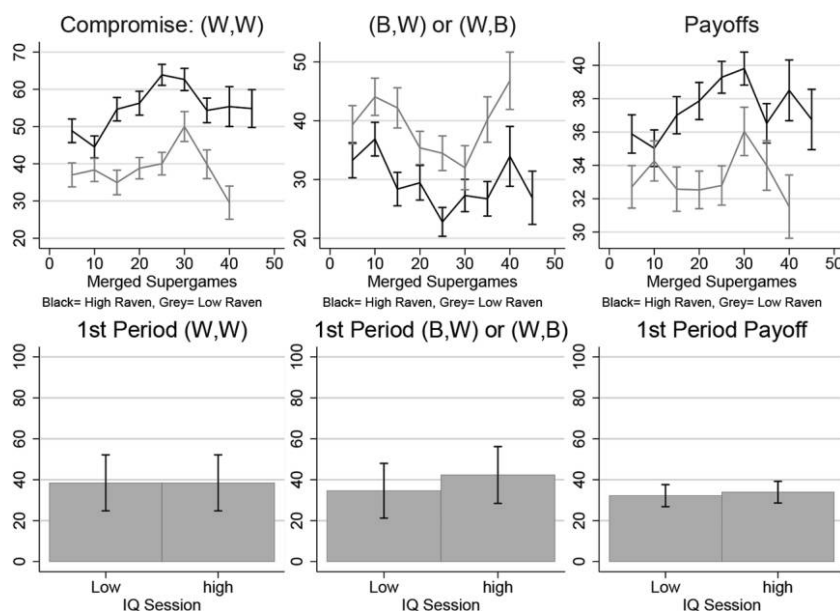 Compromise: (W,W)
(B,W) or (W,B)
Payoffs
70
60
50
40
30
20
50
40
30
20
40
38
36
34
32
30
0 10 20 30 40 50
0 10 20 30 40 50
0 10 20 30 40 50
Merged Supergames
Merged Supergames
Merged Supergames
Black= High Raven, Grey= Low Raven
Black= High Raven, Grey= Low Raven
Black= High Raven, Grey= Low Raven
1st Period (W,W)
1st Period (B,W) or (W,B)
1st Period Payoff
100
80
60
40
20
0
100
80
60
40
20
0
100
80
60
40
20
0
Low high
Low high
Low high
IQ Session
IQ Session
IQ Session